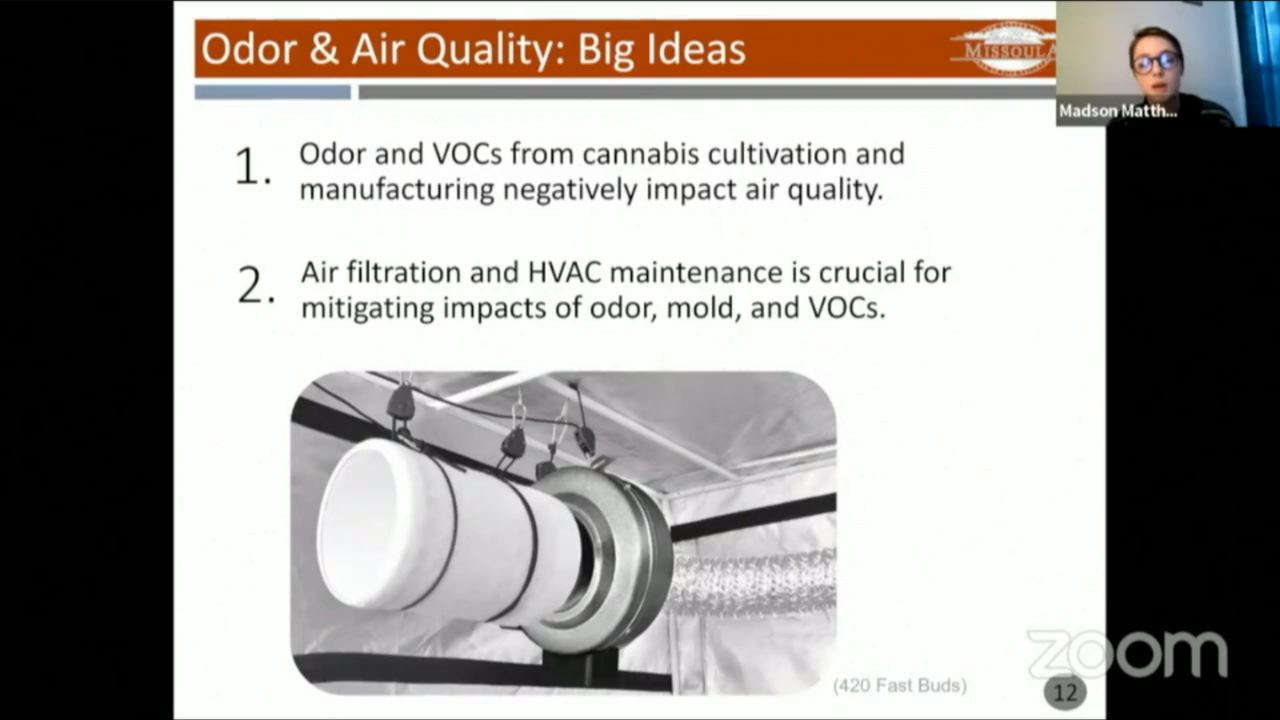 Odor & Air Quality: Big Ideas
MISSOULA
Madson Matth...
1. Odor and VOCs from cannabis cultivation and
manufacturing negatively impact air quality.
2. Air filtration and HVAC maintenance is crucial for
mitigating impacts of odor, mold, and VOCs.
(420 Fast Buds)
zoom
12